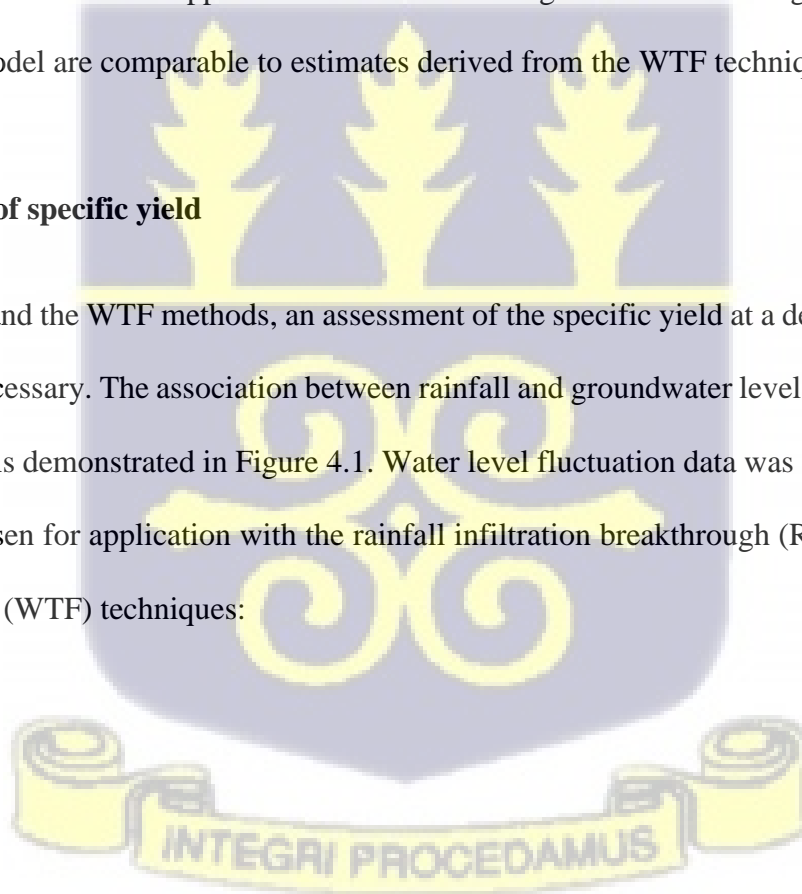 odel are comparable to estimates derived from the WTF techniq
of specific yield
nd the WTF methods, an assessment of the specific yield at a de
cessary. The association between rainfall and groundwater level
is demonstrated in Figure 4.1. Water level fluctuation data was
sen for application with the rainfall infiltration breakthrough (R
(WTF) techniques:
INTEGRI PROCEDAMUS